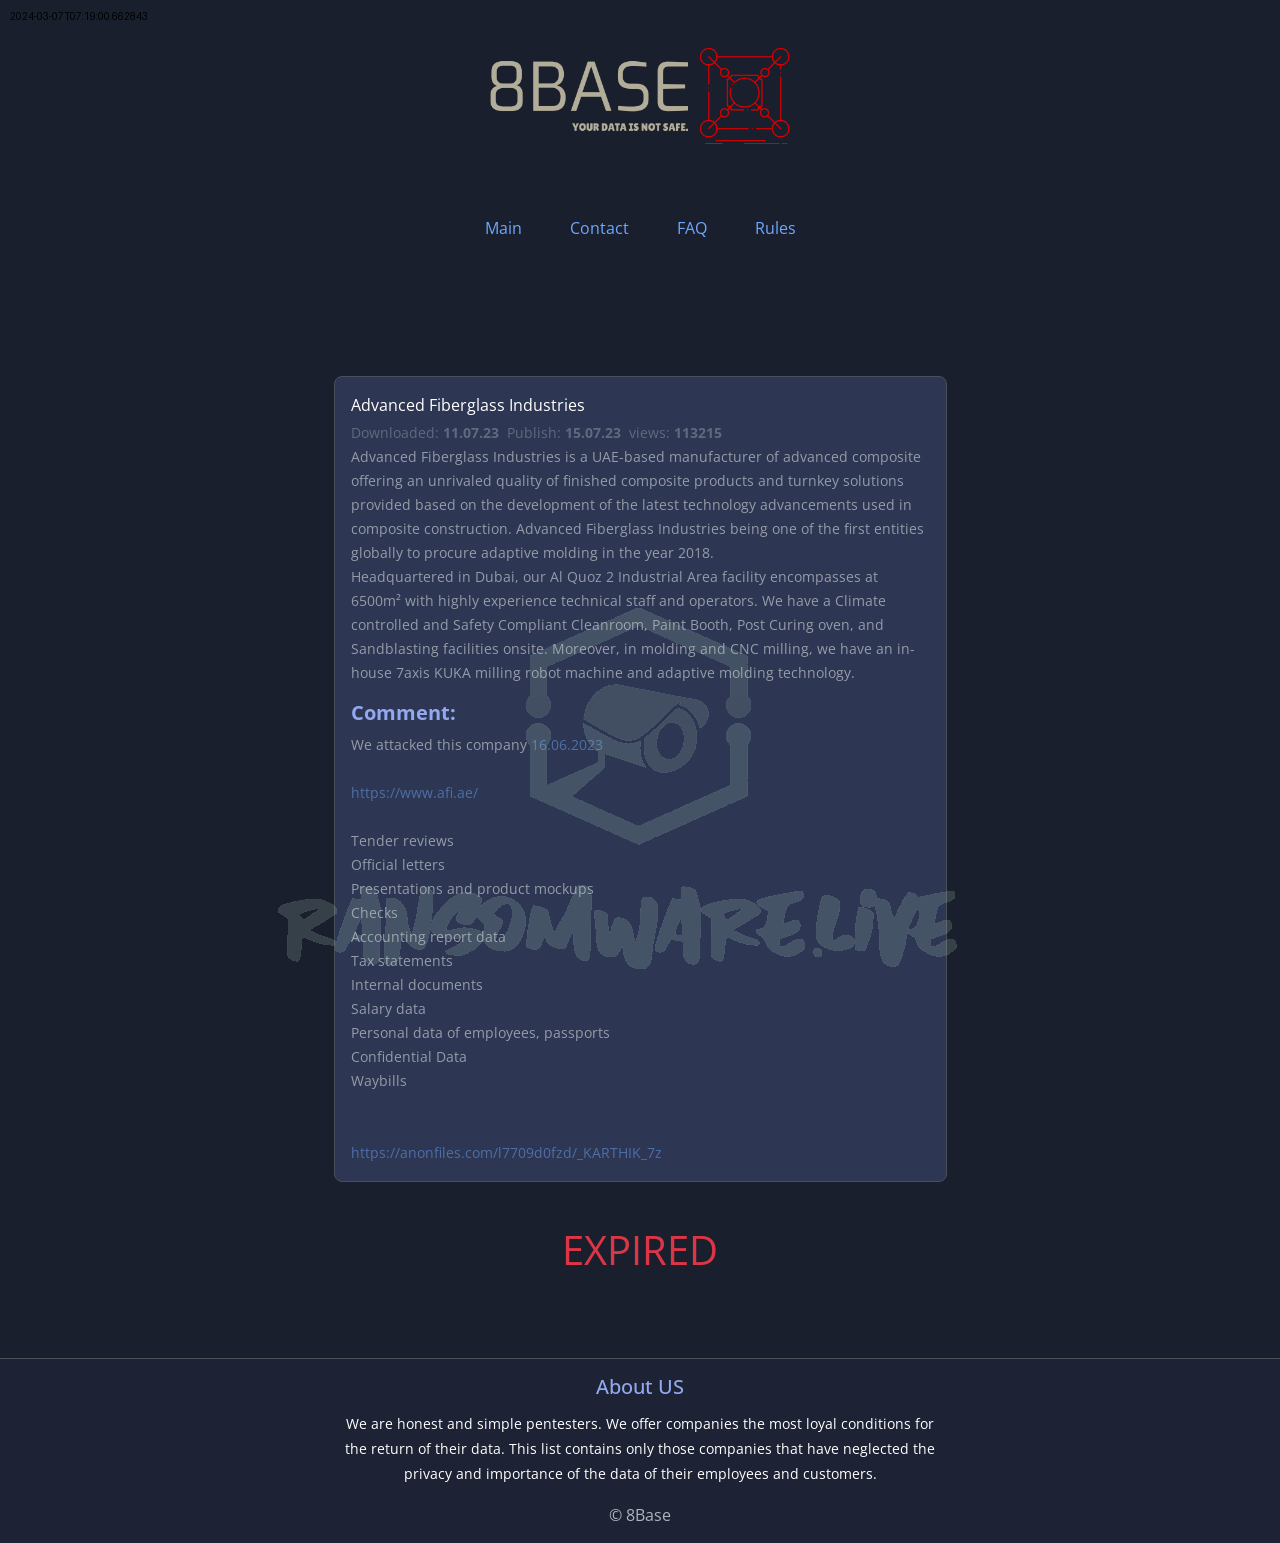 2024-03-07T07:19:00.662843
8BASE
YOUR DATA IS NOT SAFE.
Main Contact FAQ Rules
Advanced Fiberglass Industries
Downloaded: 11.07.23 Publish: 15.07.23 views: 113215
Advanced Fiberglass Industries is a UAE-based manufacturer of advanced composite
offering an unrivaled quality of finished composite products and turnkey solutions
provided based on the development of the latest technology advancements used in
composite construction. Advanced Fiberglass Industries being one of the first entities
globally to procure adaptive molding in the year 2018.
Headquartered in Dubai, our Al Quoz 2 Industrial Area facility encompasses at
6500m² with highly experience technical staff and operators. We have a Climate
controlled and Safety Compliant Cleanroom, Paint Booth, Post Curing oven, and
Sandblasting facilities onsite. Moreover, in molding and CNC milling, we have an in-
house 7axis KUKA milling robot machine and adaptive molding technology.
Comment:
We attacked this company 16.06.2023
https://www.afi.ae/
Tender reviews
Official letters
Presentations and product mockups
Checks
RANSOMWARE.LIVE
Accounting report data
Tax statements
Internal documents
Salary data
Personal data of employees, passports
Confidential Data
Waybills
https://anonfiles.com/l7709d0fzd/_KARTHIK_7z
EXPIRED
About US
We are honest and simple pentesters. We offer companies the most loyal conditions for
the return of their data. This list contains only those companies that have neglected the
privacy and importance of the data of their employees and customers.
© 8Base